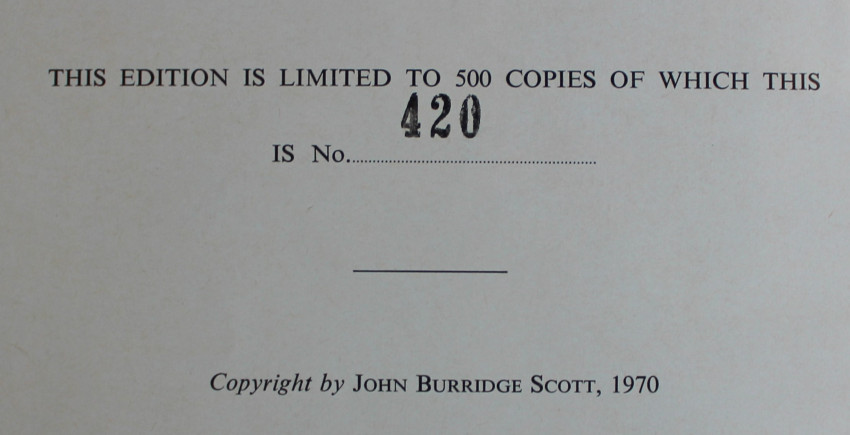 THIS EDITION IS LIMITED TO 500 COPIES OF WHICH THIS
420
IS No.............................................................
Copyright by JOHN BURRIDGE SCOTT, 1970